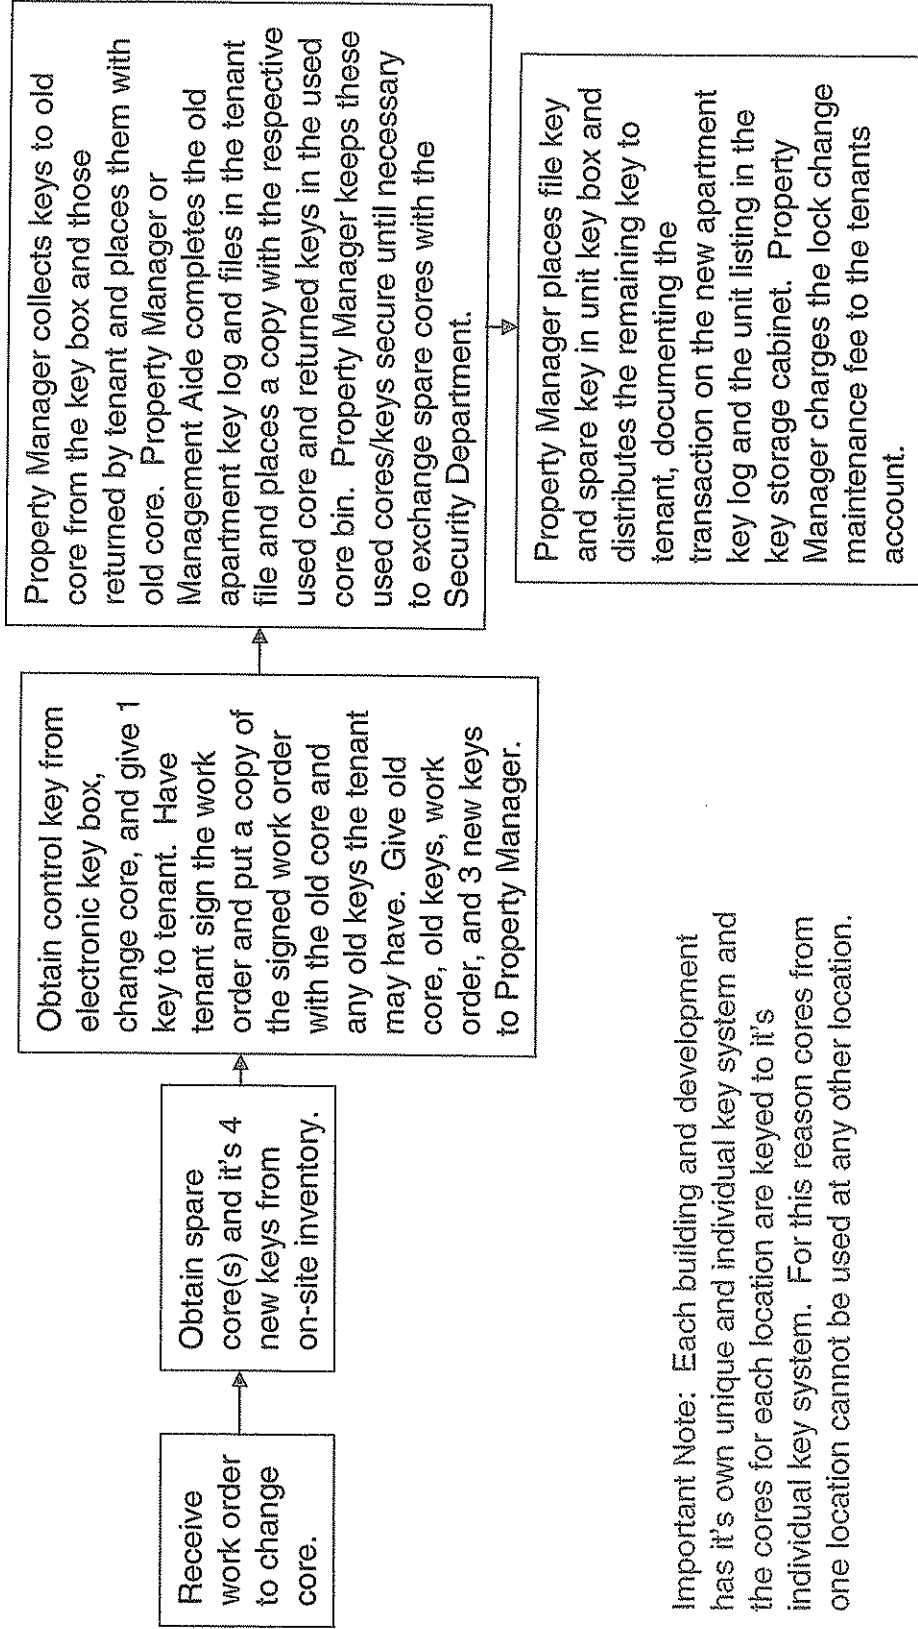 Receive
work order
to change
core.
Obtain spare
core(s) and it's 4
new keys from
on-site inventory.
Obtain control key from
electronic key box,
change core, and give 1
key to tenant. Have
tenant sign the work
order and put a copy of
the signed work order
with the old core and
any old keys the tenant
may have. Give old
core, old keys, work
order, and 3 new keys
to Property Manager.
Property Manager collects keys to old
core from the key box and those
returned by tenant and places them with
old core. Property Manager or
Management Aide completes the old
apartment key log and files in the tenant
file and places a copy with the respective
used core and returned keys in the used
core bin. Property Manager keeps these
used cores/keys secure until necessary
to exchange spare cores with the
Security Department.
Property Manager places file key
and spare key in unit key box and
distributes the remaining key to
tenant, documenting the
transaction on the new apartment
key log and the unit listing in the
key storage cabinet. Property
Manager charges the lock change
maintenance fee to the tenants
account.
Important Note: Each building and development
has it's own unique and individual key system and
the cores for each location are keyed to it's
individual key system. For this reason cores from
one location cannot be used at any other location.